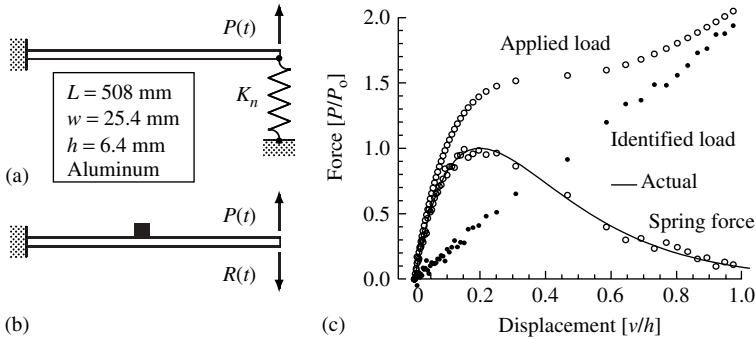 P(t)
K_n
L = 508 mm
w = 25.4 mm
h = 6.4 mm
Aluminum
(a)
P(t)
R(t)
(b)
Force [P/P_o]
2.0
1.5
1.0
0.5
0.0
Applied load
Identified load
— Actual
Spring force
0 0.2 0.4 0.6 0.8 1.0
(c) Displacement [v/h]